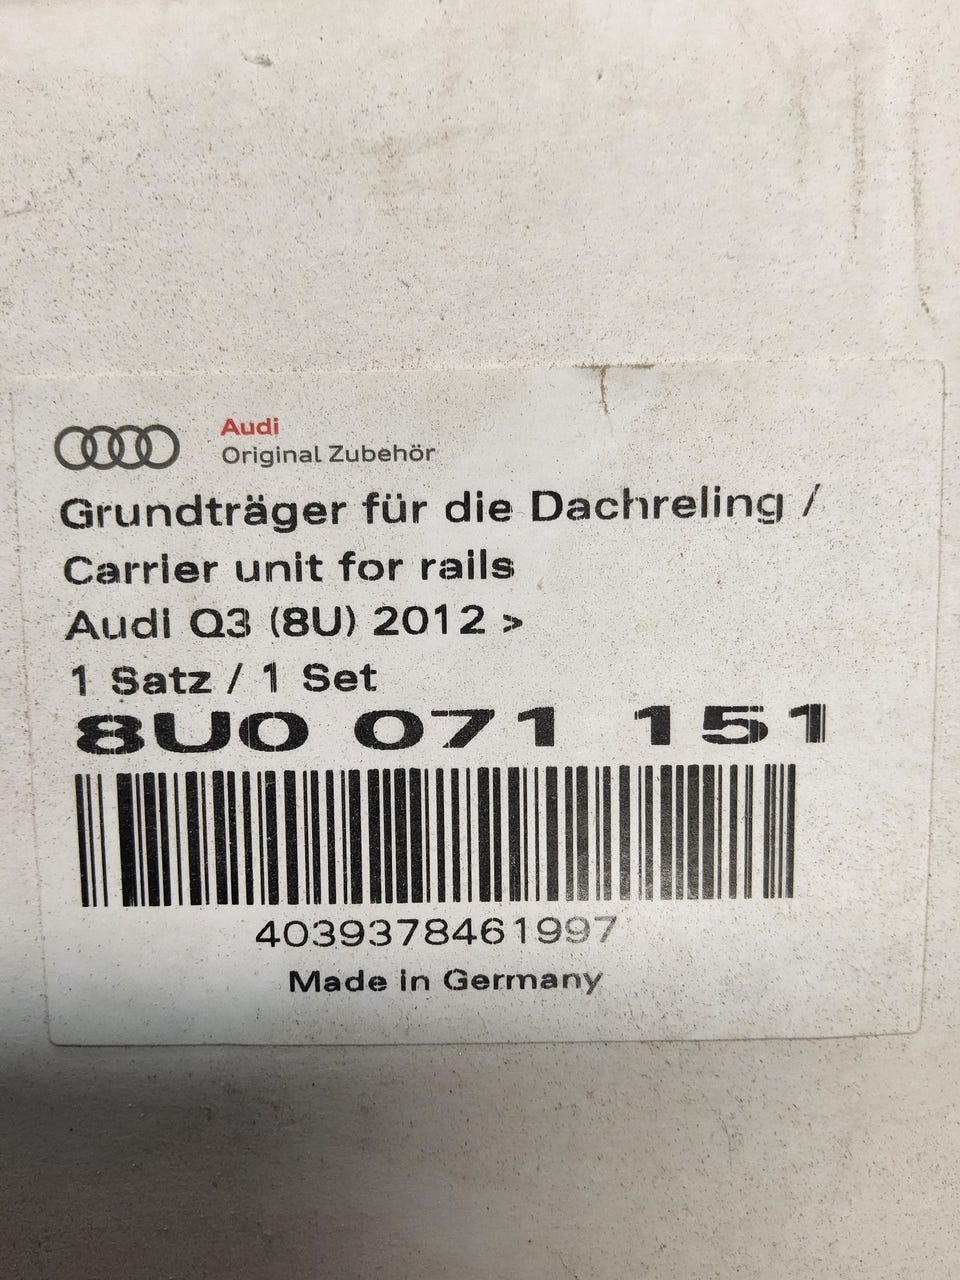 Audi
Original Zubehör
Grundträger für die Dachreling /
Carrier unit for rails
Audi Q3 (8U) 2012 >
1 Satz / 1 Set
8U0 071 151
4039378461997
Made in Germany